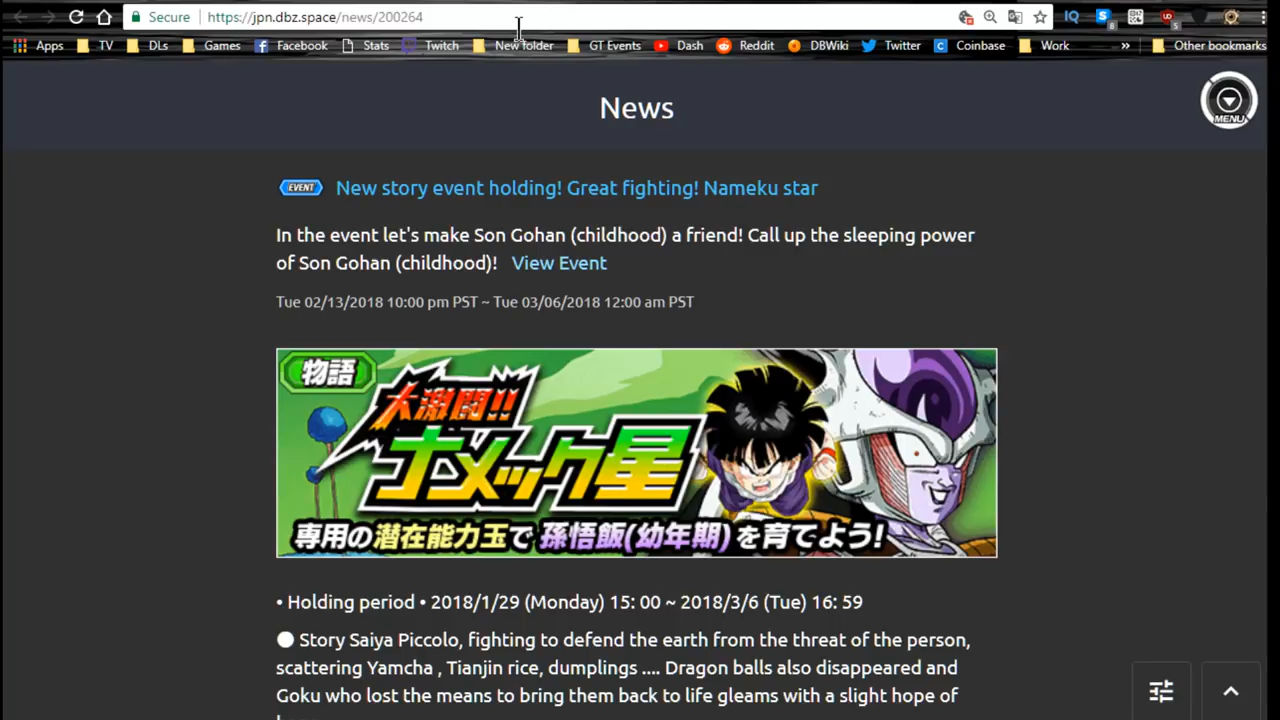 Secure https://jpn.dbz.space/news/200264
Apps TV DLs Games Facebook Stats Twitch New folder GT Events Dash Reddit DBWiki Twitter Coinbase Work » Other bookmarks
News
MENU
EVENT New story event holding! Great fighting! Nameku star
In the event let's make Son Gohan (childhood) a friend! Call up the sleeping power
of Son Gohan (childhood)! View Event
Tue 02/13/2018 10:00 pm PST ~ Tue 03/06/2018 12:00 am PST
物語
大激闘!!
ナメック星
専用の潜在能力玉で孫悟飯(幼年期)を育てよう!
• Holding period • 2018/1/29 (Monday) 15: 00 ~ 2018/3/6 (Tue) 16: 59
● Story Saiya Piccolo, fighting to defend the earth from the threat of the person,
scattering Yamcha , Tianjin rice, dumplings .... Dragon balls also disappeared and
Goku who lost the means to bring them back to life gleams with a slight hope of